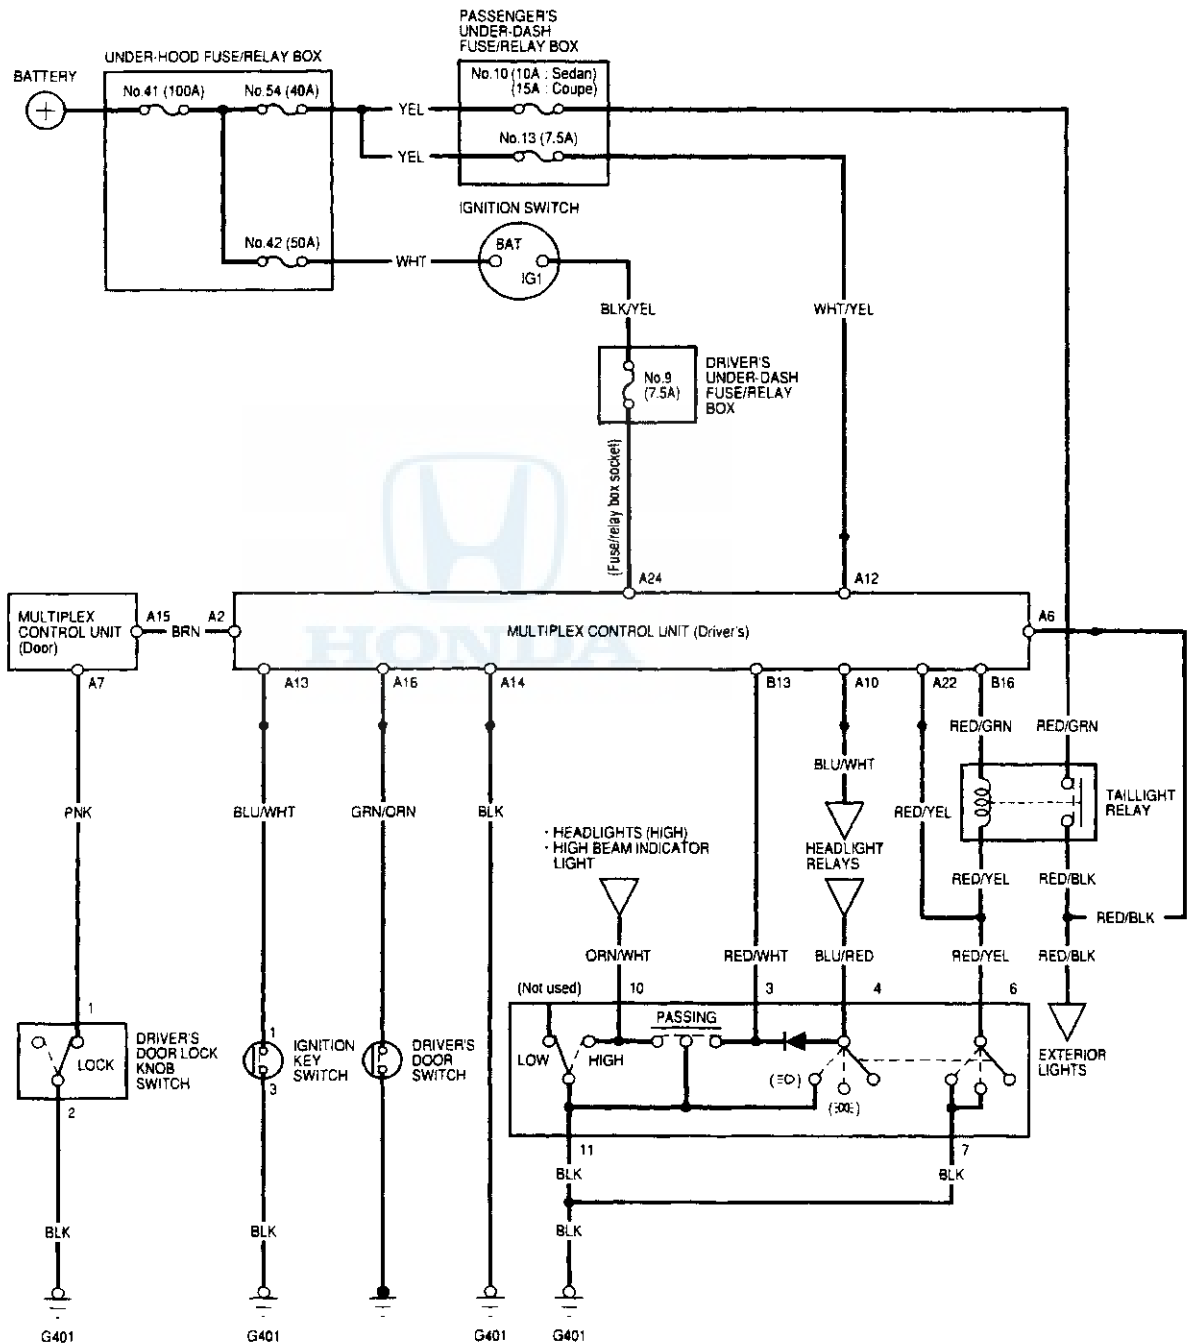 PASSENGER'S
UNDER-DASH
FUSE/RELAY BOX
UNDER-HOOD FUSE/RELAY BOX
BATTERY
No.41 (100A)
No.54 (40A)
YEL
No.10 (10A : Sedan)
(15A : Coupe)
YEL
No.13 (7.5A)
IGNITION SWITCH
No.42 (50A)
WHT
BAT
IG1
BLK/YEL
WHT/YEL
No.9
(7.5A)
DRIVER'S
UNDER-DASH
FUSE/RELAY
BOX
(Fuse/relay box socket)
A24
A12
MULTIPLEX
CONTROL UNIT
(Door)
A15
BRN
A2
MULTIPLEX CONTROL UNIT (Driver's)
A6
HONDA
A7
A13
A16
A14
B13
A10
A22
B16
RED/GRN
RED/GRN
BLU/WHT
PNK
BLU/WHT
GRN/ORN
BLK
RED/YEL
TAILLIGHT
RELAY
• HEADLIGHTS (HIGH)
• HIGH BEAM INDICATOR
LIGHT
HEADLIGHT
RELAYS
RED/YEL
RED/BLK
RED/BLK
ORN/WHT
RED/WHT
BLU/RED
RED/YEL
RED/BLK
(Not used)
10
3
4
6
1
DRIVER'S
DOOR LOCK
KNOB
SWITCH
LOCK
2
1
3
IGNITION
KEY
SWITCH
DRIVER'S
DOOR
SWITCH
PASSING
LOW
HIGH
EXTERIOR
LIGHTS
11
7
BLK
BLK
BLK
BLK
BLK
G401
G401
G401
G401